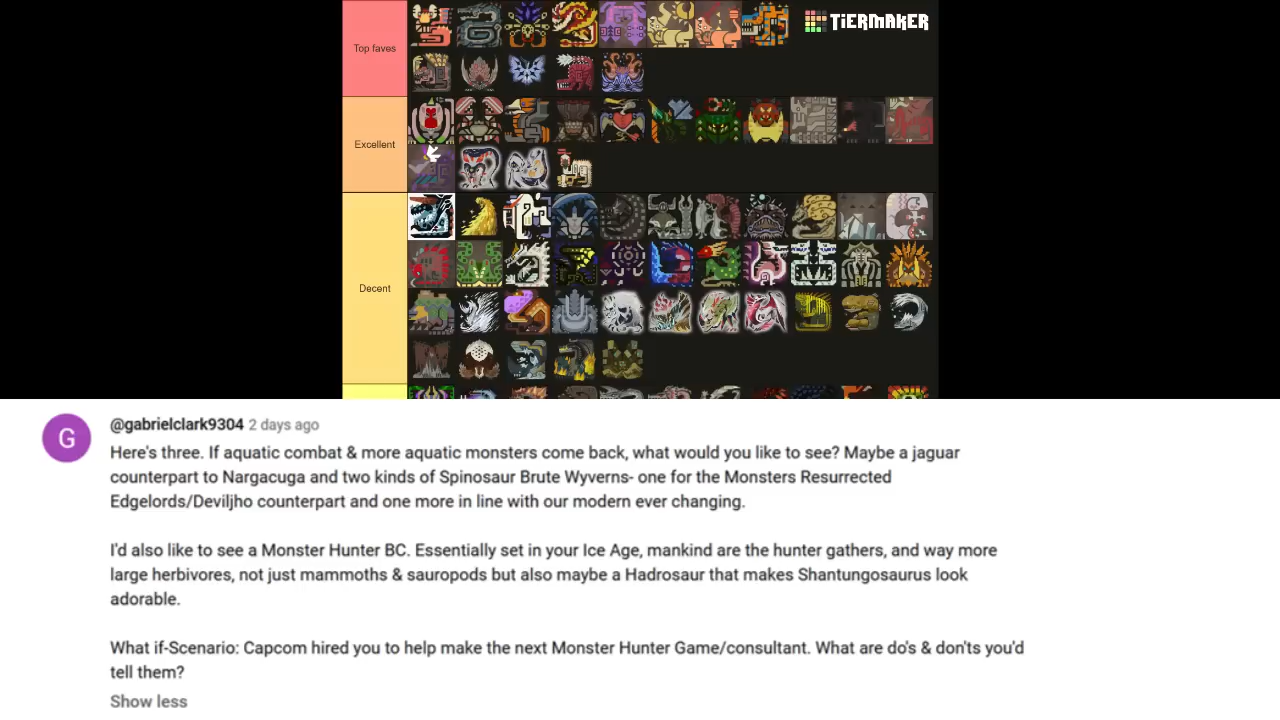 Top faves
TIERMAKER
Excellent
Decent
G
@gabrielclark9304 2 days ago
Here's three. If aquatic combat & more aquatic monsters come back, what would you like to see? Maybe a jaguar
counterpart to Nargacuga and two kinds of Spinosaur Brute Wyverns- one for the Monsters Resurrected
Edgelords/Deviljho counterpart and one more in line with our modern ever changing.
I'd also like to see a Monster Hunter BC. Essentially set in your Ice Age, mankind are the hunter gathers, and way more
large herbivores, not just mammoths & sauropods but also maybe a Hadrosaur that makes Shantungosaurus look
adorable.
What if-Scenario: Capcom hired you to help make the next Monster Hunter Game/consultant. What are do's & don'ts you'd
tell them?
Show less